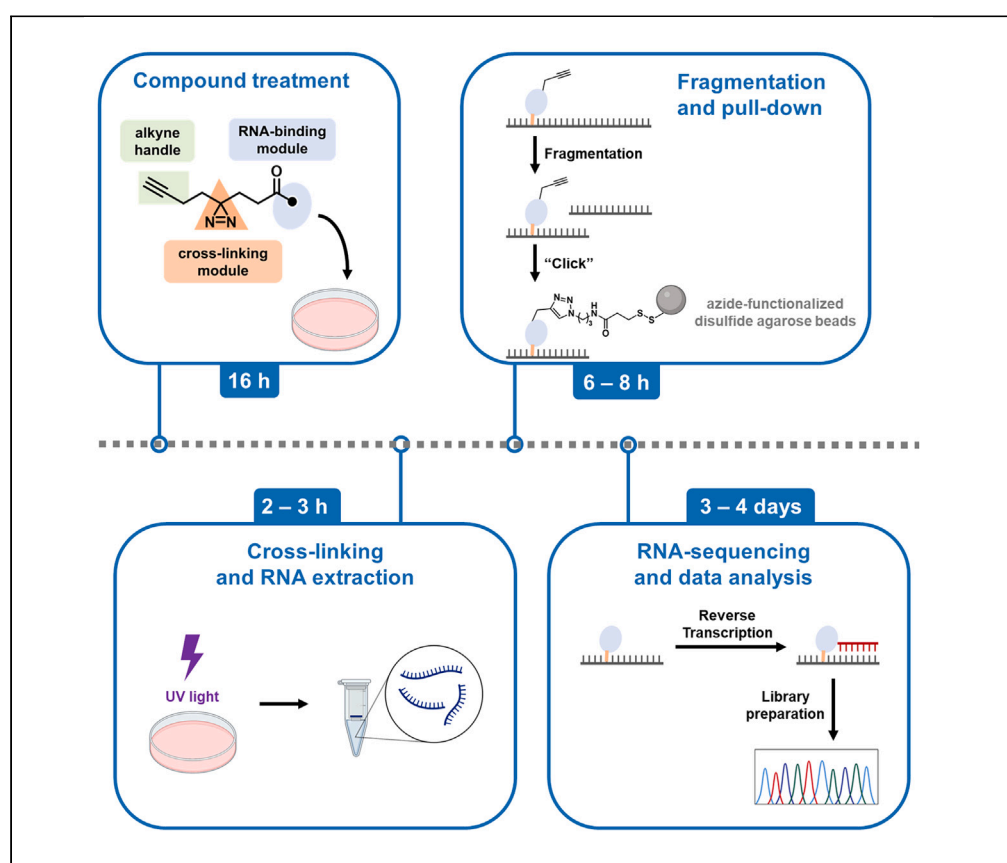 Compound treatment
alkyne
handle
RNA-binding
module
O
N=N
cross-linking
module
16 h
Fragmentation
and pull-down
Fragmentation
“Click”
N
N
N
3
HN
O
S
S
azide-functionalized
disulfide agarose beads
6 – 8 h
2 – 3 h
Cross-linking
and RNA extraction
UV light
3 – 4 days
RNA-sequencing
and data analysis
Reverse
Transcription
Library
preparation